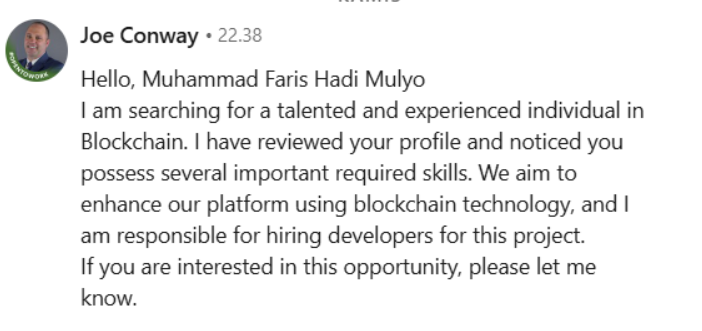 Joe Conway • 22.38
Hello, Muhammad Faris Hadi Mulyo
I am searching for a talented and experienced individual in
Blockchain. I have reviewed your profile and noticed you
possess several important required skills. We aim to
enhance our platform using blockchain technology, and I
am responsible for hiring developers for this project.
If you are interested in this opportunity, please let me
know.
#OPENTOWORK